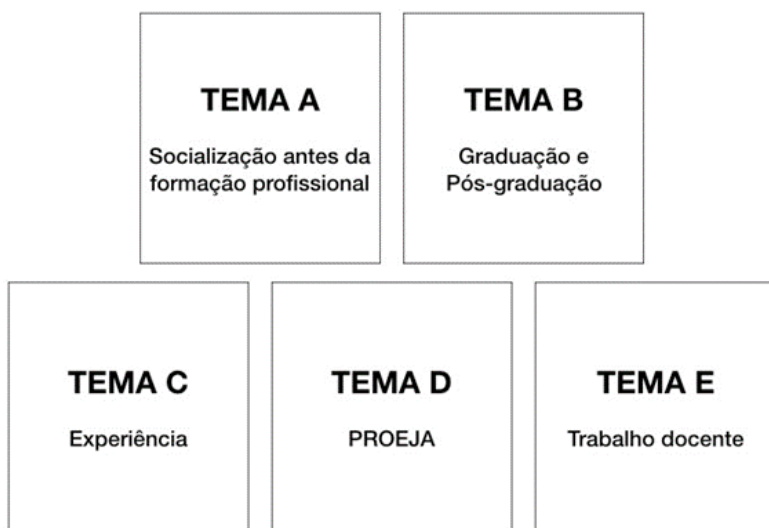 TEMA A
Socialização antes da
formação profissional
TEMA B
Graduação e
Pós-graduação
TEMA C
Experiência
TEMA D
PROEJA
TEMA E
Trabalho docente